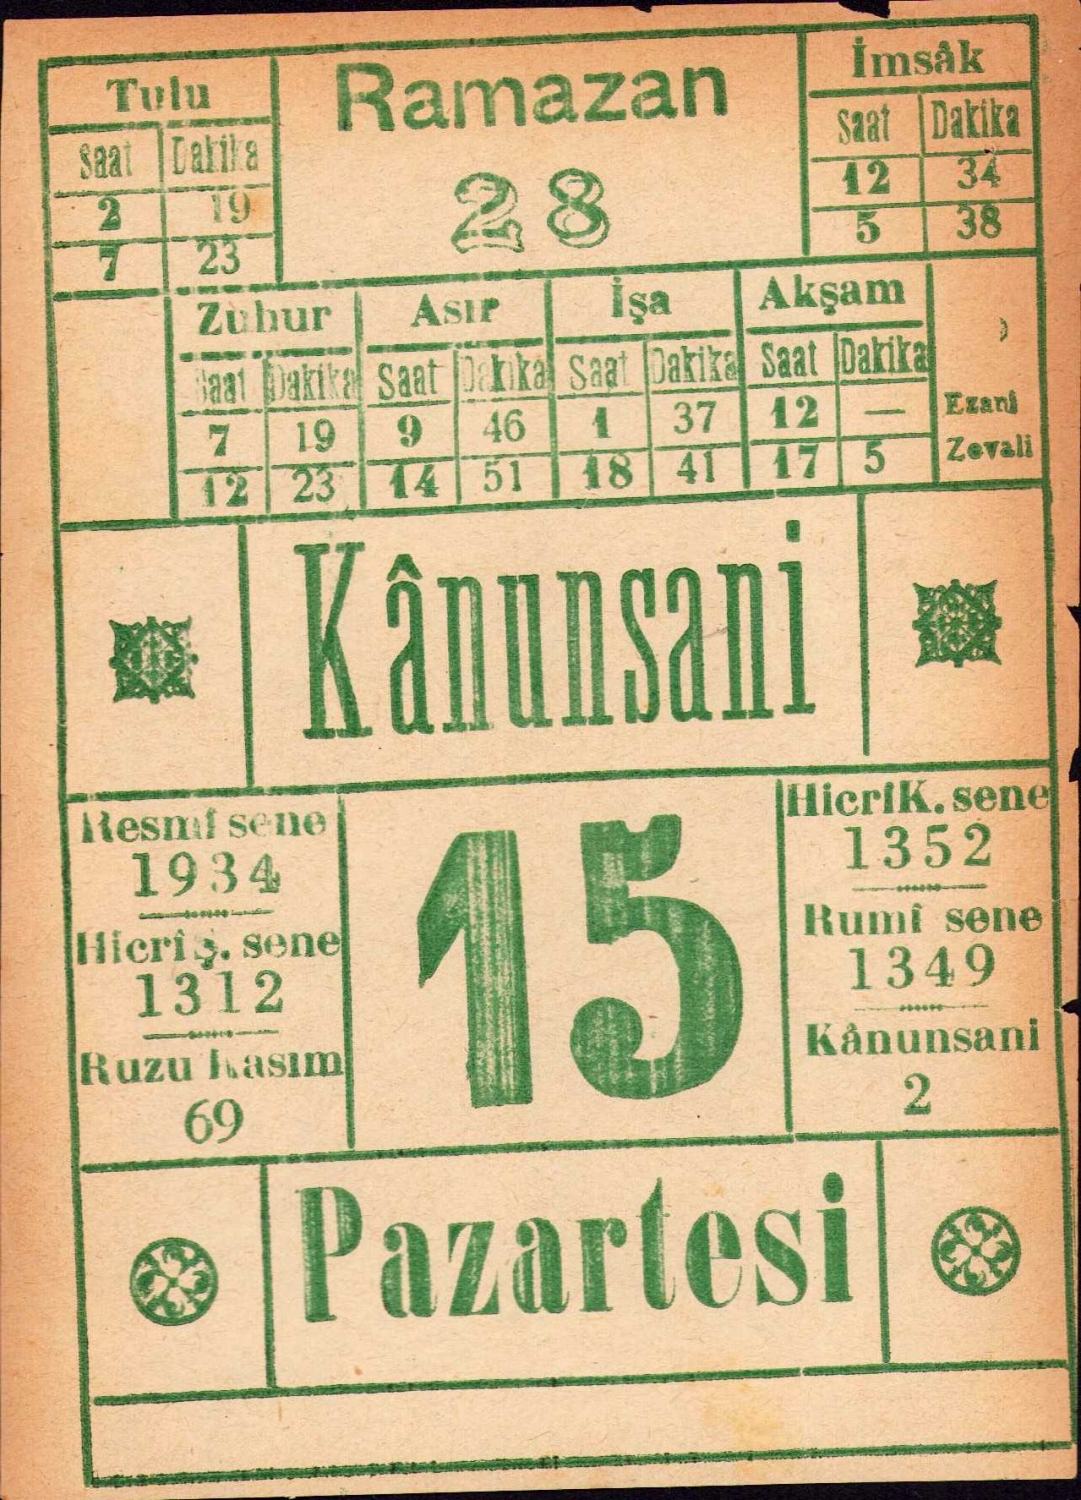 Tulu
Saat Dakika
2 19
7 23
Ramazan
28
İmsâk
Saat Dakika
12 34
5 38
Zuhur Asır İşa Akşam
Saat Dakika Saat Dakika Saat Dakika Saat Dakika
7 19 9 46 1 37 12 — Ezanî
12 23 14 51 18 41 17 5 Zevali
Kânunsani
Resmî sene
1934
Hicrî Ş. sene
1312
Ruzu Kasım
69
15
HicrîK. sene
1352
Rumî sene
1349
Kânunsani
2
Pazartesi